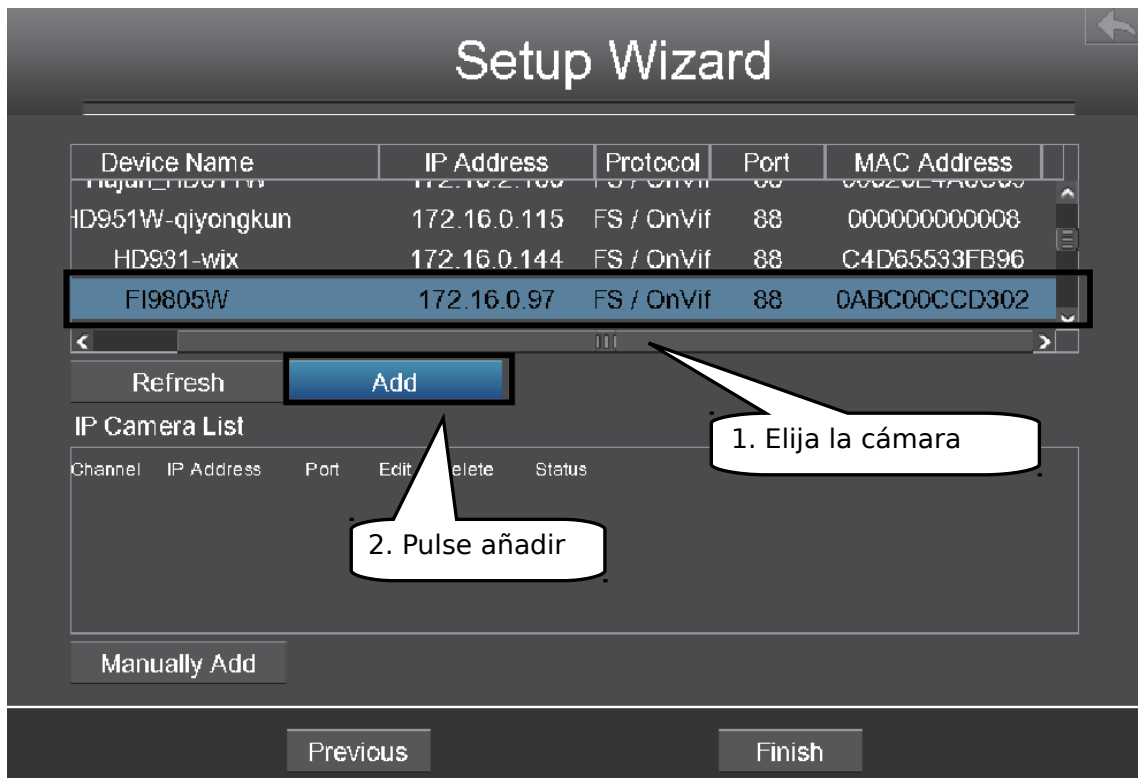 Setup Wizard
Device Name IP Address Protocol Port MAC Address
HD951W-qiyongkun 172.16.0.115 FS / OnVif 88 000000000008
HD931-wix 172.16.0.144 FS / OnVif 88 C4D65533FB96
FI9805W 172.16.0.97 FS / OnVif 88 0ABC00CCD302
Refresh Add
1. Elija la cámara
IP Camera List
Channel IP Address Port Edit Status
2. Pulse añadir
Manually Add
Previous Finish